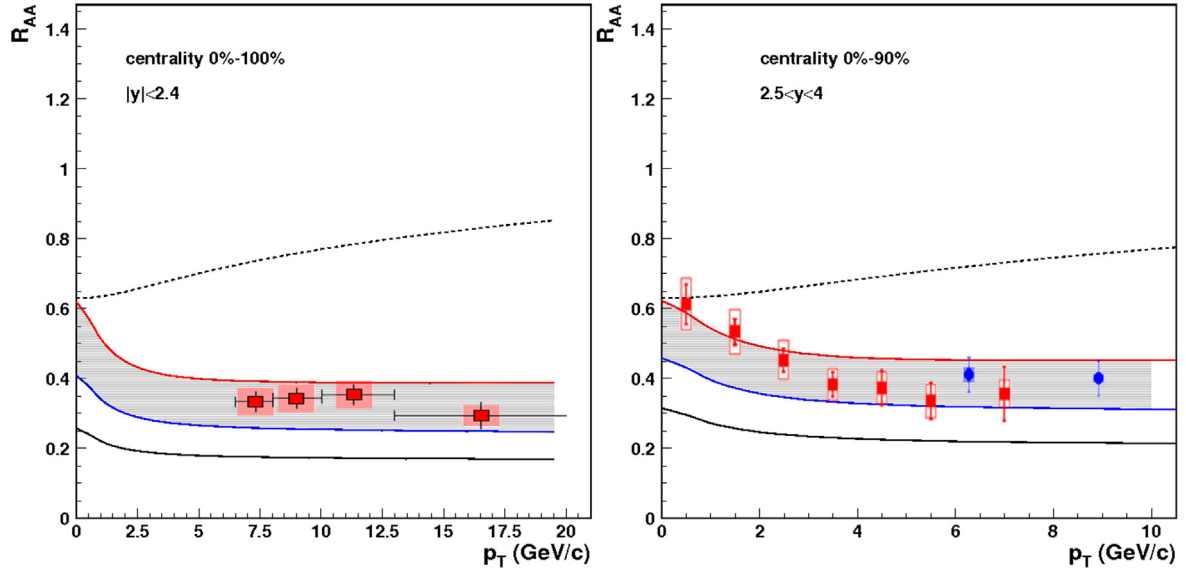 R_AA
1.4
1.2
1
0.8
0.6
0.4
0.2
0
centrality 0%-100%
|y|<2.4
0 2.5 5 7.5 10 12.5 15 17.5 20
p_T (GeV/c)
R_AA
1.4
1.2
1
0.8
0.6
0.4
0.2
0
centrality 0%-90%
2.5<y<4
0 2 4 6 8 10
p_T (GeV/c)